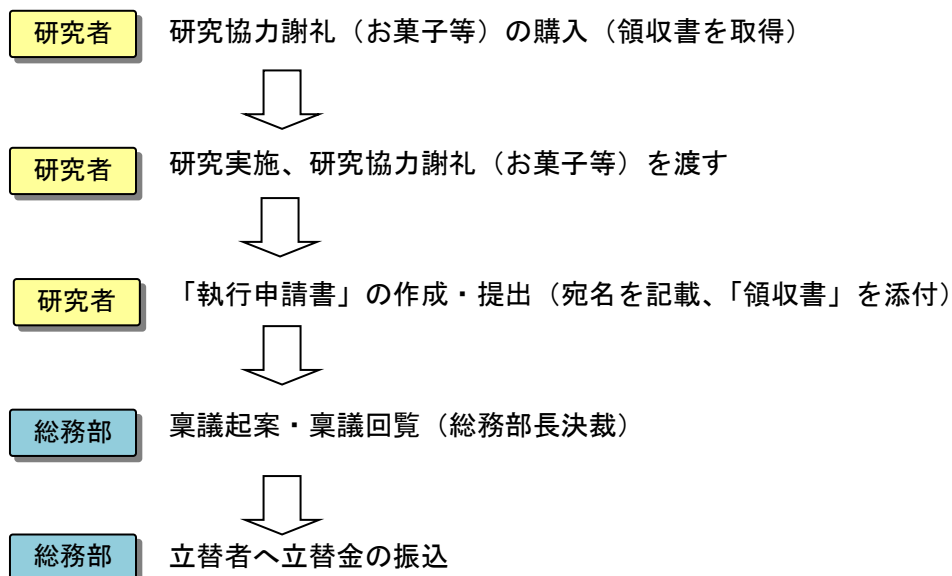 研究者 研究協力謝礼（お菓子等）の購入（領収書を取得）
研究者 研究実施、研究協力謝礼（お菓子等）を渡す
研究者 「執行申請書」の作成・提出（宛名を記載、「領収書」を添付）
総務部 稟議起案・稟議回覧（総務部長決裁）
総務部 立替者へ立替金の振込